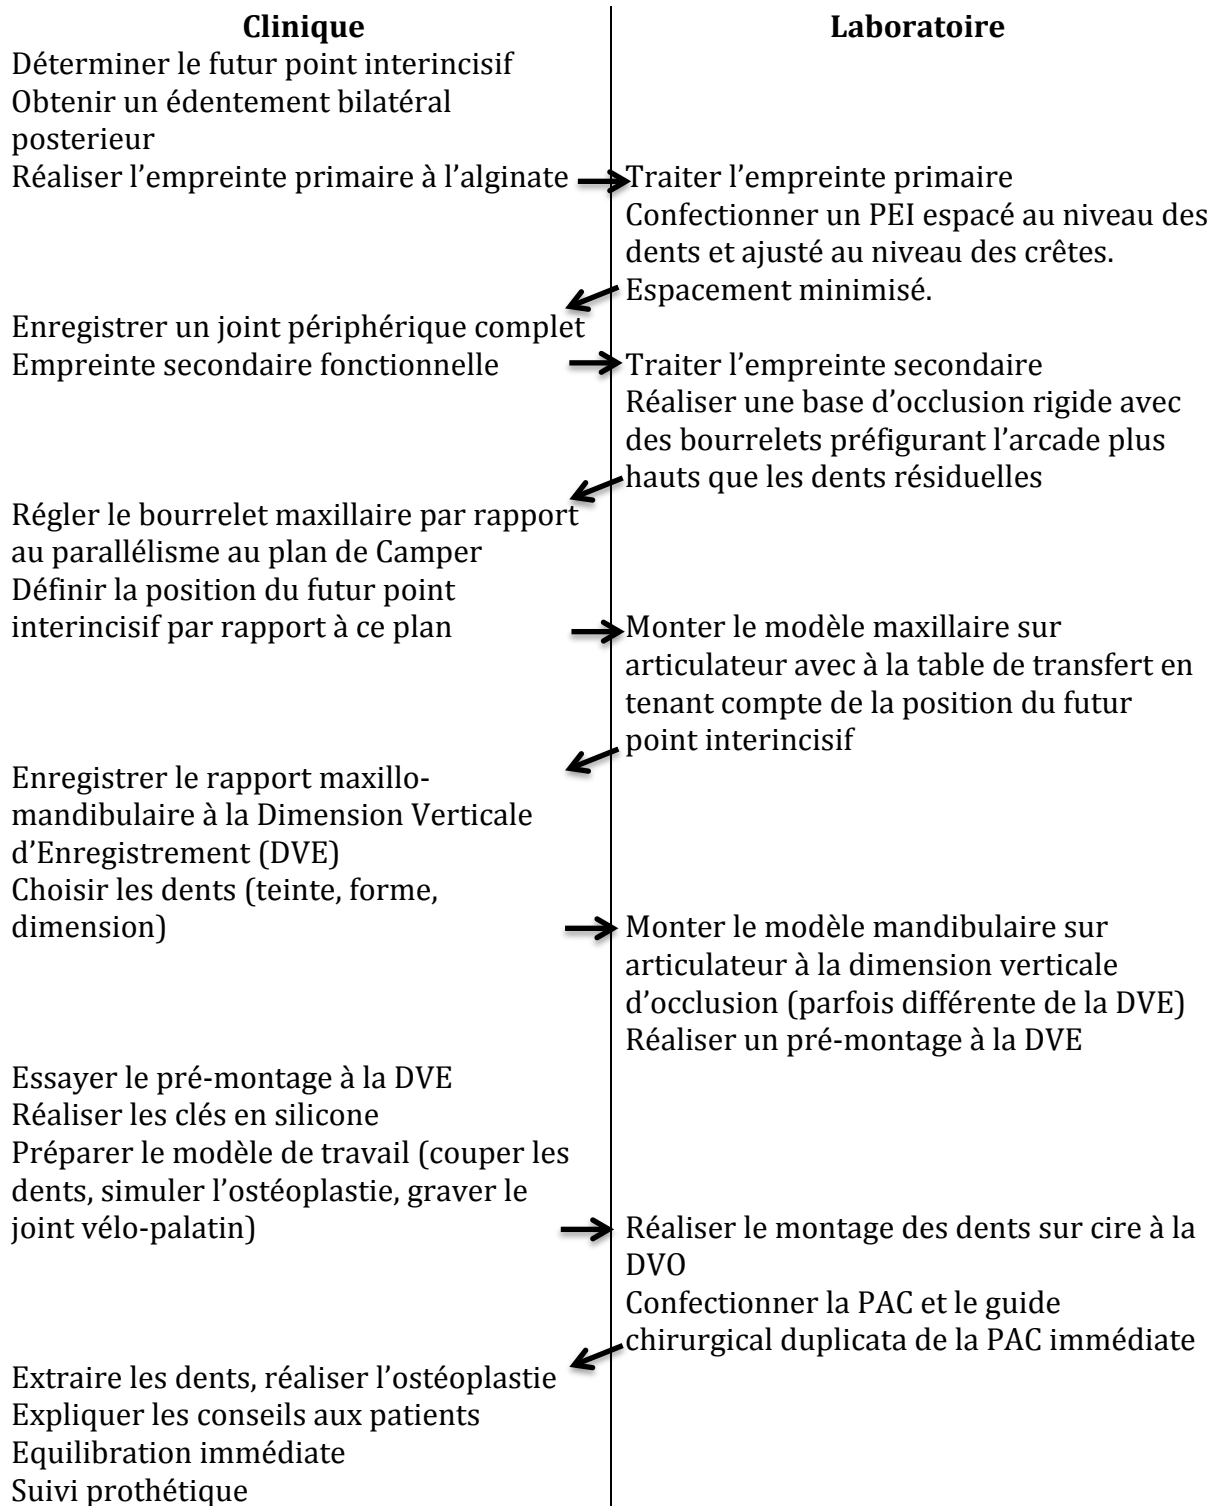 Clinique
Laboratoire
Déterminer le futur point interincisif
Obtenir un édentement bilatéral
posterieur
Réaliser l’empreinte primaire à l’alginate
Traiter l’empreinte primaire
Confectionner un PEI espacé au niveau des
dents et ajusté au niveau des crêtes.
Espacement minimisé.
Enregistrer un joint périphérique complet
Empreinte secondaire fonctionnelle
Traiter l’empreinte secondaire
Réaliser une base d’occlusion rigide avec
des bourrelets préfigurant l’arcade plus
hauts que les dents résiduelles
Régler le bourrelet maxillaire par rapport
au parallélisme au plan de Camper
Définir la position du futur point
interincisif par rapport à ce plan
Monter le modèle maxillaire sur
articulateur avec à la table de transfert en
tenant compte de la position du futur
point interincisif
Enregistrer le rapport maxillo-
mandibulaire à la Dimension Verticale
d’Enregistrement (DVE)
Choisir les dents (teinte, forme,
dimension)
Monter le modèle mandibulaire sur
articulateur à la dimension verticale
d’occlusion (parfois différente de la DVE)
Réaliser un pré-montage à la DVE
Essayer le pré-montage à la DVE
Réaliser les clés en silicone
Préparer le modèle de travail (couper les
dents, simuler l’ostéoplastie, graver le
joint vélo-palatin)
Réaliser le montage des dents sur cire à la
DVO
Confectionner la PAC et le guide
chirurgical duplicata de la PAC immédiate
Extraire les dents, réaliser l’ostéoplastie
Expliquer les conseils aux patients
Equilibration immédiate
Suivi prothétique